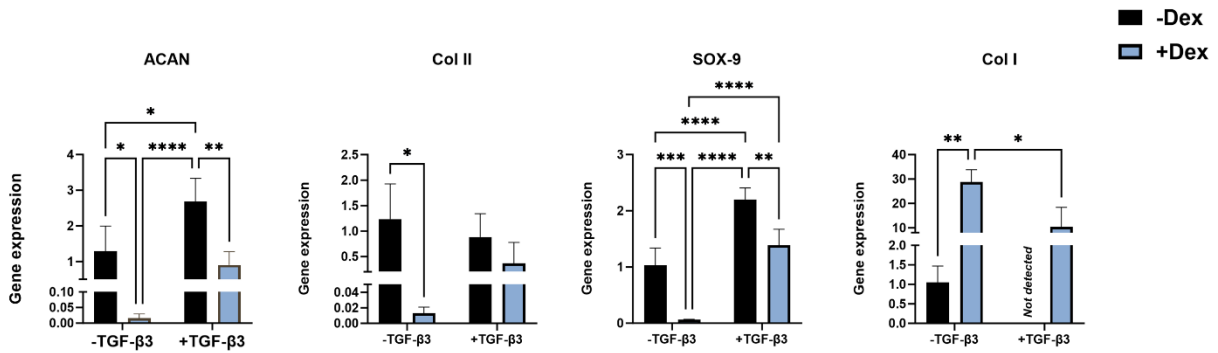 -Dex
+Dex
ACAN
Gene expression
*
*
****
**
4
3
2
1
0.10
0.05
0.00
-TGF-β3
+TGF-β3
Col II
Gene expression
*
2.5
2.0
1.5
1.0
0.5
0.04
0.02
0.00
-TGF-β3
+TGF-β3
SOX-9
Gene expression
****
****
***
****
**
3
2
1
0
-TGF-β3
+TGF-β3
Col I
Gene expression
**
*
40
30
20
10
2.0
1.5
1.0
0.5
0.0
Not detected
-TGF-β3
+TGF-β3